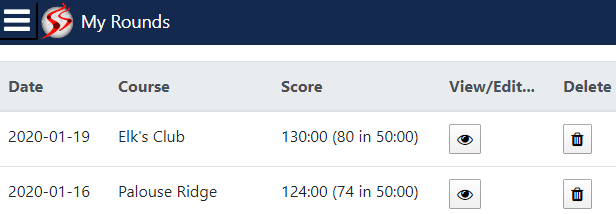 My Rounds
Date Course Score View/Edit... Delete
2020-01-19 Elk's Club 130:00 (80 in 50:00)
2020-01-16 Palouse Ridge 124:00 (74 in 50:00)